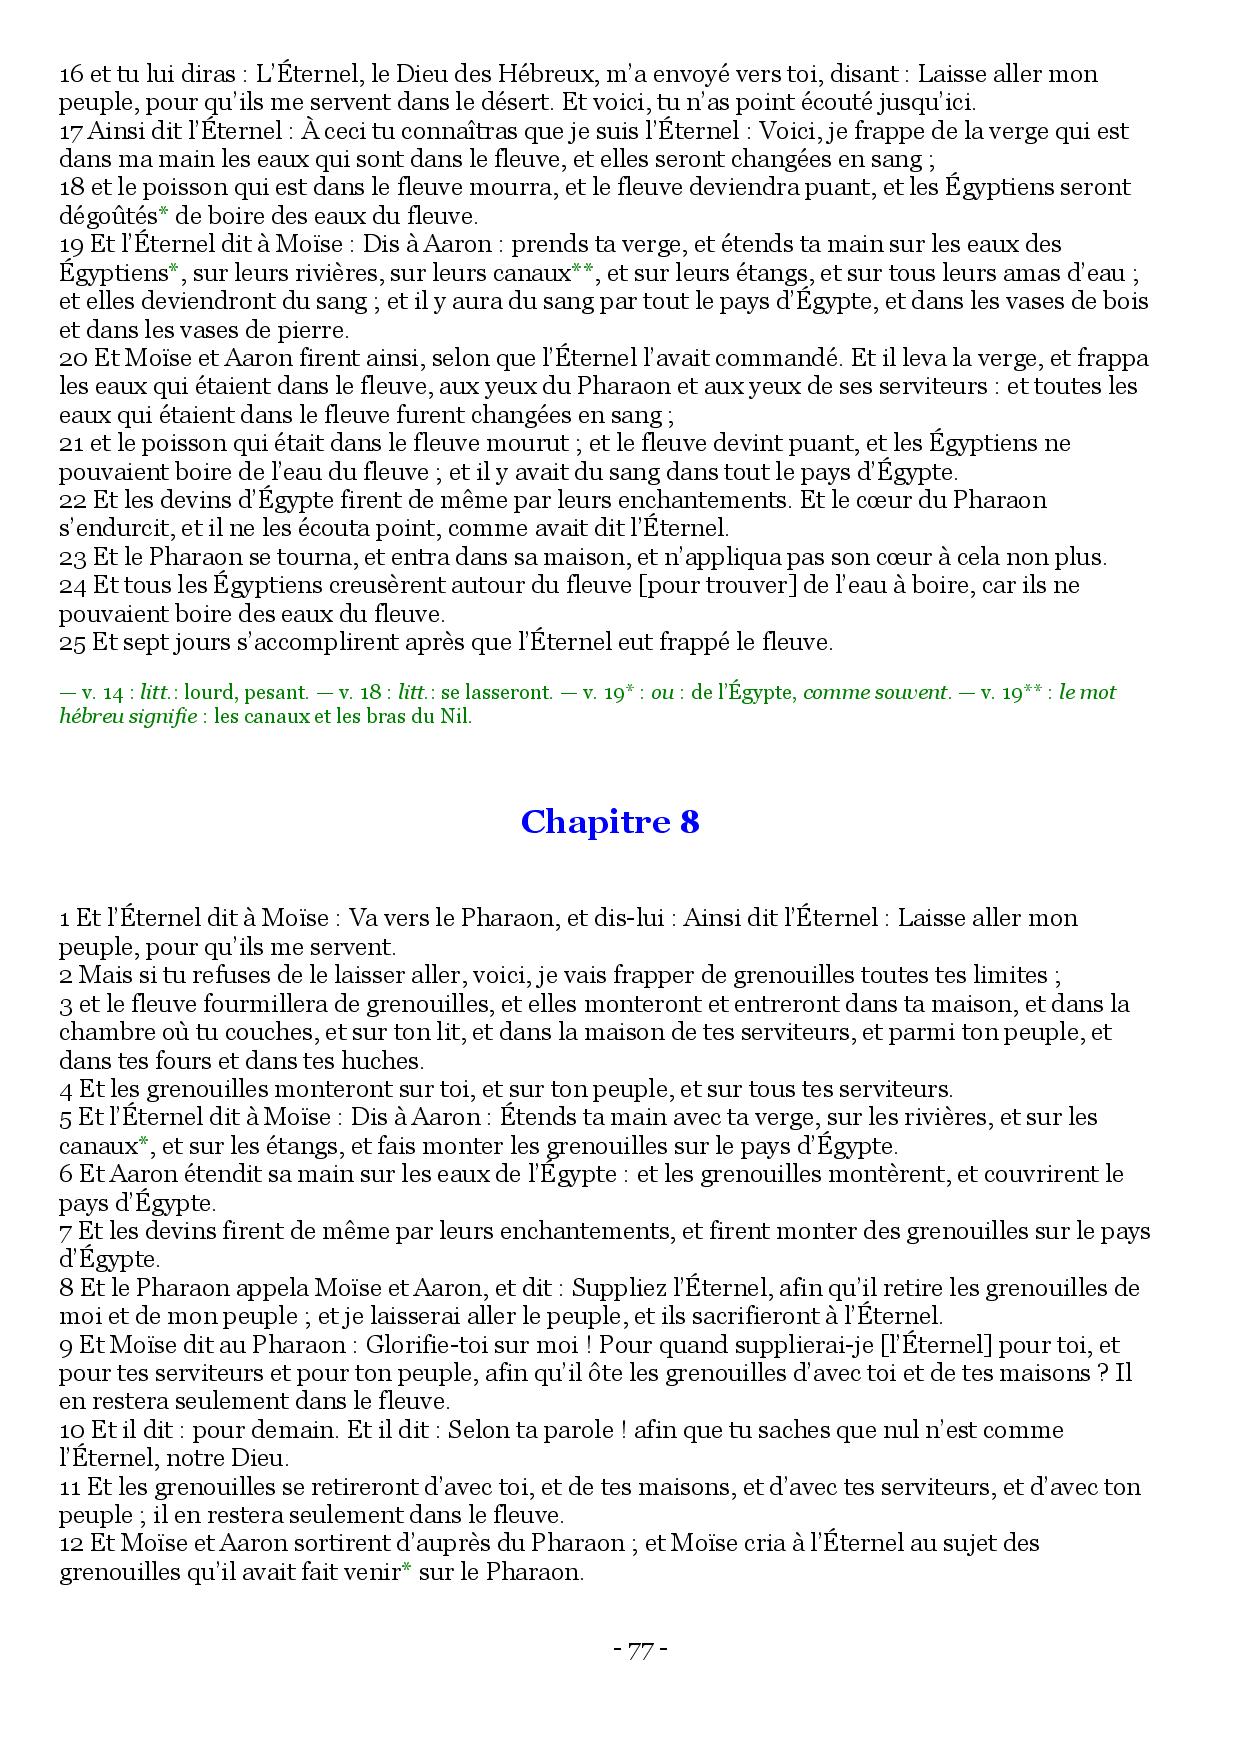 16 et tu lui diras : L’Éternel, le Dieu des Hébreux, m’a envoyé vers toi, disant : Laisse aller mon
peuple, pour qu’ils me servent dans le désert. Et voici, tu n’as point écouté jusqu’ici.
17 Ainsi dit l’Éternel : À ceci tu connaîtras que je suis l’Éternel : Voici, je frappe de la verge qui est
dans ma main les eaux qui sont dans le fleuve, et elles seront changées en sang ;
18 et le poisson qui est dans le fleuve mourra, et le fleuve deviendra puant, et les Égyptiens seront
dégoûtés* de boire des eaux du fleuve.
19 Et l’Éternel dit à Moïse : Dis à Aaron : prends ta verge, et étends ta main sur les eaux des
Égyptiens*, sur leurs rivières, sur leurs canaux**, et sur leurs étangs, et sur tous leurs amas d’eau ;
et elles deviendront du sang ; et il y aura du sang par tout le pays d’Égypte, et dans les vases de bois
et dans les vases de pierre.
20 Et Moïse et Aaron firent ainsi, selon que l’Éternel l’avait commandé. Et il leva la verge, et frappa
les eaux qui étaient dans le fleuve, aux yeux du Pharaon et aux yeux de ses serviteurs : et toutes les
eaux qui étaient dans le fleuve furent changées en sang ;
21 et le poisson qui était dans le fleuve mourut ; et le fleuve devint puant, et les Égyptiens ne
pouvaient boire de l’eau du fleuve ; et il y avait du sang dans tout le pays d’Égypte.
22 Et les devins d’Égypte firent de même par leurs enchantements. Et le cœur du Pharaon
s’endurcit, et il ne les écouta point, comme avait dit l’Éternel.
23 Et le Pharaon se tourna, et entra dans sa maison, et n’appliqua pas son cœur à cela non plus.
24 Et tous les Égyptiens creusèrent autour du fleuve [pour trouver] de l’eau à boire, car ils ne
pouvaient boire des eaux du fleuve.
25 Et sept jours s’accomplirent après que l’Éternel eut frappé le fleuve.
— v. 14 : litt. : lourd, pesant. — v. 18 : litt. : se lasseront. — v. 19* : ou : de l’Égypte, comme souvent. — v. 19** : le mot
hébreu signifie : les canaux et les bras du Nil.
Chapitre 8
1 Et l’Éternel dit à Moïse : Va vers le Pharaon, et dis-lui : Ainsi dit l’Éternel : Laisse aller mon
peuple, pour qu’ils me servent.
2 Mais si tu refuses de le laisser aller, voici, je vais frapper de grenouilles toutes tes limites ;
3 et le fleuve fourmillera de grenouilles, et elles monteront et entreront dans ta maison, et dans la
chambre où tu couches, et sur ton lit, et dans la maison de tes serviteurs, et parmi ton peuple, et
dans tes fours et dans tes huches.
4 Et les grenouilles monteront sur toi, et sur ton peuple, et sur tous tes serviteurs.
5 Et l’Éternel dit à Moïse : Dis à Aaron : Étends ta main avec ta verge, sur les rivières, et sur les
canaux*, et sur les étangs, et fais monter les grenouilles sur le pays d’Égypte.
6 Et Aaron étendit sa main sur les eaux de l’Égypte : et les grenouilles montèrent, et couvrirent le
pays d’Égypte.
7 Et les devins firent de même par leurs enchantements, et firent monter des grenouilles sur le pays
d’Égypte.
8 Et le Pharaon appela Moïse et Aaron, et dit : Suppliez l’Éternel, afin qu’il retire les grenouilles de
moi et de mon peuple ; et je laisserai aller le peuple, et ils sacrifieront à l’Éternel.
9 Et Moïse dit au Pharaon : Glorifie-toi sur moi ! Pour quand supplierai-je [l’Éternel] pour toi, et
pour tes serviteurs et pour ton peuple, afin qu’il ôte les grenouilles d’avec toi et de tes maisons ? Il
en restera seulement dans le fleuve.
10 Et il dit : pour demain. Et il dit : Selon ta parole ! afin que tu saches que nul n’est comme
l’Éternel, notre Dieu.
11 Et les grenouilles se retireront d’avec toi, et de tes maisons, et d’avec tes serviteurs, et d’avec ton
peuple ; il en restera seulement dans le fleuve.
12 Et Moïse et Aaron sortirent d’auprès du Pharaon ; et Moïse cria à l’Éternel au sujet des
grenouilles qu’il avait fait venir* sur le Pharaon.
- 77 -